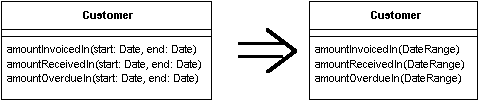 Customer
amountInvoicedIn(start: Date, end: Date)
amountReceivedIn(start: Date, end: Date)
amountOverdueIn(start: Date, end: Date)
Customer
amountInvoicedIn(DateRange)
amountReceivedIn(DateRange)
amountOverdueIn(DateRange)